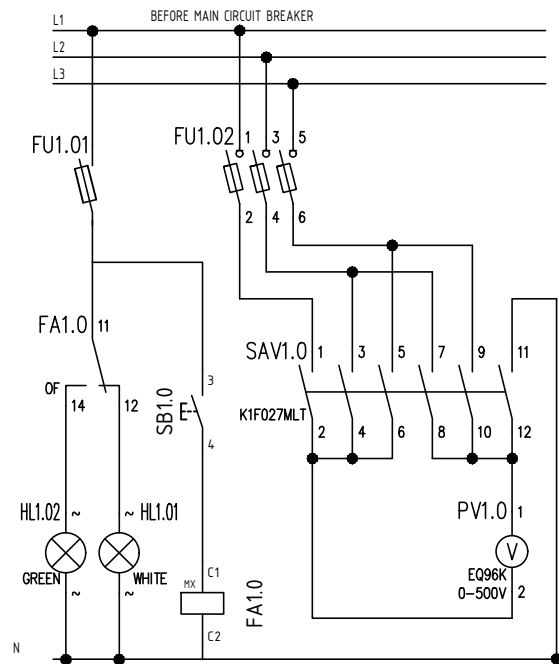 L1 BEFORE MAIN CIRCUIT BREAKER
L2
L3
FU1.01 FU1.02 1 3 5
2 4 6
FA1.0 11 SAV1.0 1 3 5 7 9 11
OF 14 12 SB1.0 3 4 K1F027MLT 2 4 6 8 10 12
PV1.0 1
HL1.02 ~ ~ HL1.01
V
GREEN WHITE C1 EQ96K
~ ~ MX FA1.0 0-500V 2
C2
N